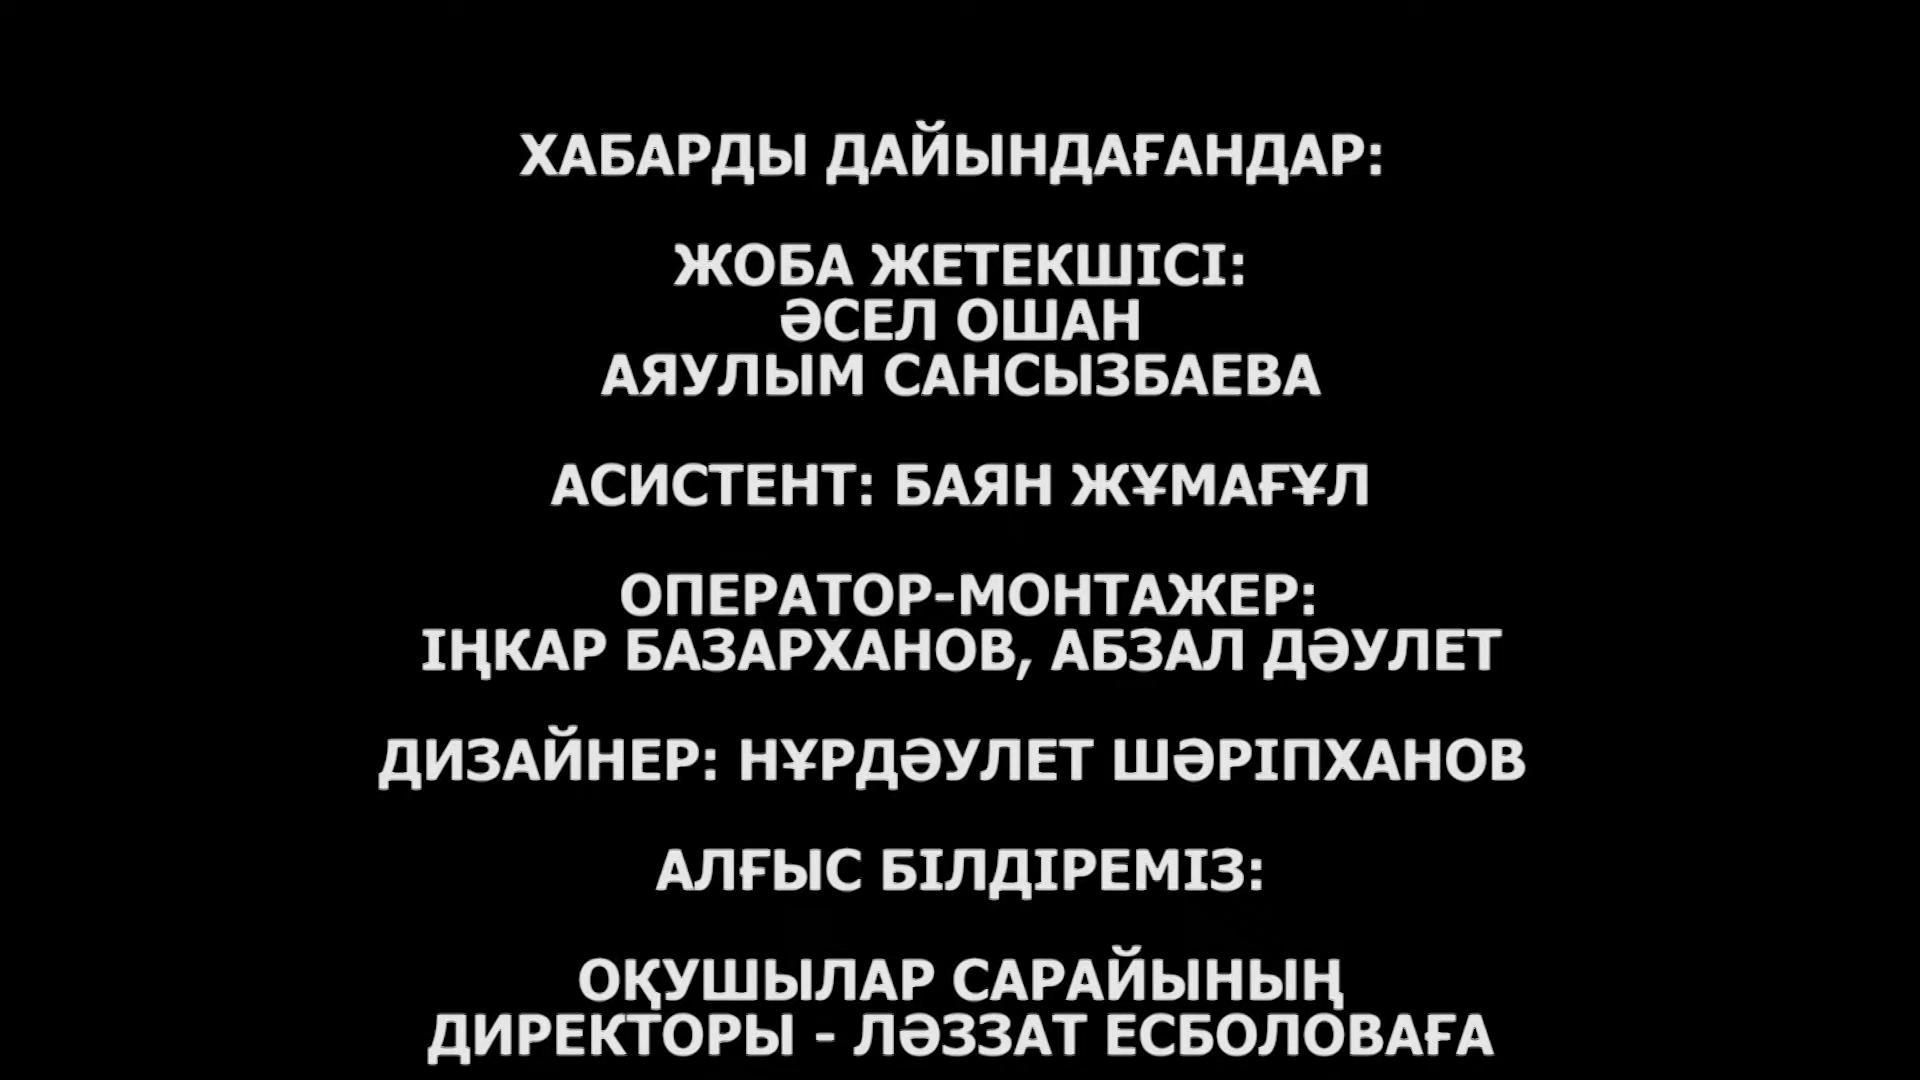 ХАБАРДЫ ДАЙЫНДАҒАНДАР:
ЖОБА ЖЕТЕКШІСІ:
ӘСЕЛ ОШАН
АЯУЛЫМ САНСЫЗБАЕВА
АСИСТЕНТ: БАЯН ЖҰМАҒҰЛ
ОПЕРАТОР-МОНТАЖЕР:
ІҢКАР БАЗАРХАНОВ, АБЗАЛ ДӘУЛЕТ
ДИЗАЙНЕР: НҰРДӘУЛЕТ ШӘРІПХАНОВ
АЛҒЫС БІЛДІРЕМІЗ:
ОҚУШЫЛАР САРАЙЫНЫҢ
ДИРЕКТОРЫ - ЛӘЗЗАТ ЕСБОЛОВАҒА